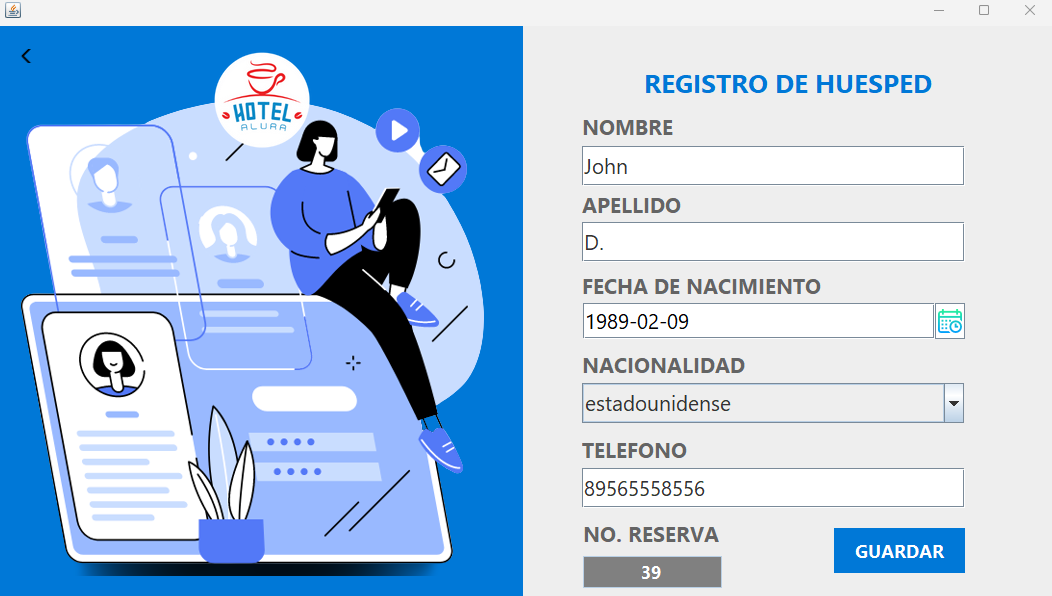 HOTEL
ALURA
REGISTRO DE HUESPED
NOMBRE
John
APELLIDO
D.
FECHA DE NACIMIENTO
1989-02-09
NACIONALIDAD
estadounidense
TELEFONO
89565558556
NO. RESERVA
39
GUARDAR